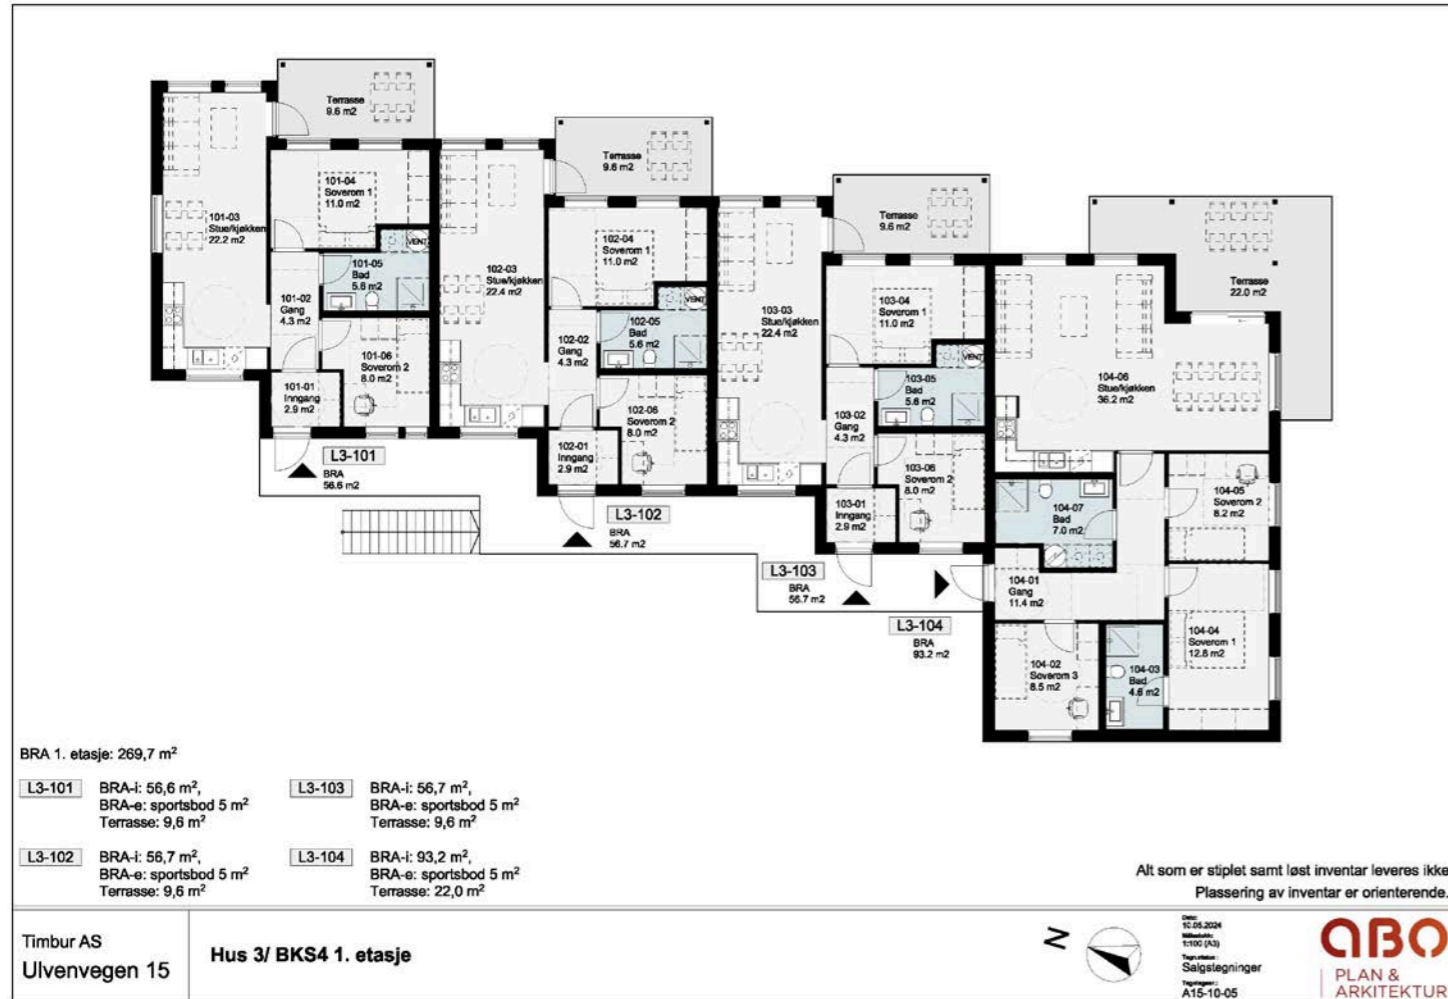 Terrasse
9.6 m2
101-03
Stue/kjøkken
22.2 m2
101-04
Soverom 1
11.0 m2
VENT
101-05
Bad
5.6 m2
101-02
Gang
4.3 m2
101-06
Soverom 2
8.0 m2
101-01
Inngang
2.9 m2
L3-101
BRA
56.6 m2
Terrasse
9.6 m2
102-03
Stue/kjøkken
22.4 m2
102-04
Soverom 1
11.0 m2
VENT
102-05
Bad
5.6 m2
102-02
Gang
4.3 m2
102-06
Soverom 2
8.0 m2
102-01
Inngang
2.9 m2
L3-102
BRA
56.7 m2
Terrasse
9.6 m2
103-03
Stue/kjøkken
22.4 m2
103-04
Soverom 1
11.0 m2
VENT
103-05
Bad
5.6 m2
103-02
Gang
4.3 m2
103-06
Soverom 2
8.0 m2
103-01
Inngang
2.9 m2
L3-103
BRA
56.7 m2
Terrasse
22.0 m2
104-06
Stue/kjøkken
36.2 m2
104-05
Soverom 2
8.2 m2
104-07
Bad
7.0 m2
104-01
Gang
11.4 m2
104-04
Soverom 1
12.8 m2
104-02
Soverom 3
8.5 m2
104-03
Bad
4.6 m2
L3-104
BRA
93.2 m2
BRA 1. etasje: 269,7 m²
L3-101 BRA-i: 56,6 m²,
BRA-e: sportsbod 5 m²
Terrasse: 9,6 m²
L3-103 BRA-i: 56,7 m²,
BRA-e: sportsbod 5 m²
Terrasse: 9,6 m²
L3-102 BRA-i: 56,7 m²,
BRA-e: sportsbod 5 m²
Terrasse: 9,6 m²
L3-104 BRA-i: 93,2 m²,
BRA-e: sportsbod 5 m²
Terrasse: 22,0 m²
Alt som er stiplet samt løst inventar leveres ikke
Plassering av inventar er orienterende.
Timbur AS
Ulvenvegen 15
Hus 3/ BKS4 1. etasje
N
Dato:
10.05.2024
Målestokk:
1:100 (A3)
Tegn.status:
Salgstegninger
Tegningsnr.:
A15-10-05
ABO
PLAN &
ARKITEKTUR